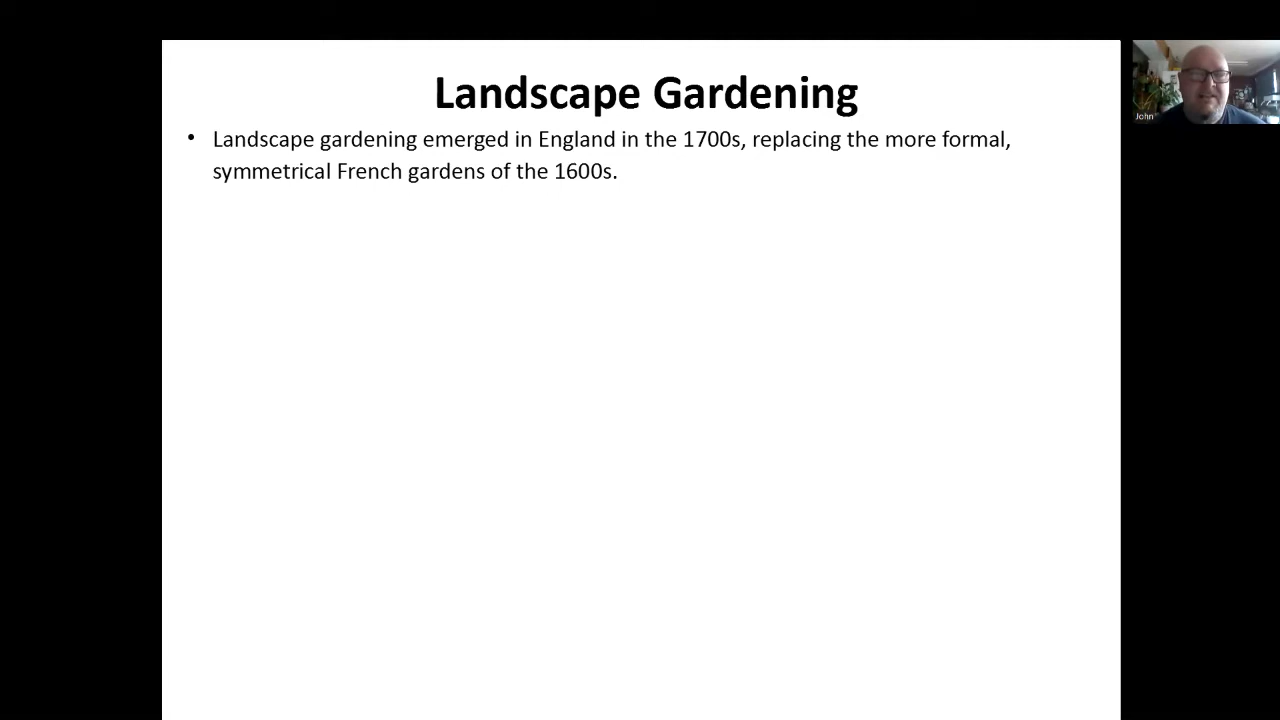 Landscape Gardening
• Landscape gardening emerged in England in the 1700s, replacing the more formal,
symmetrical French gardens of the 1600s.
John